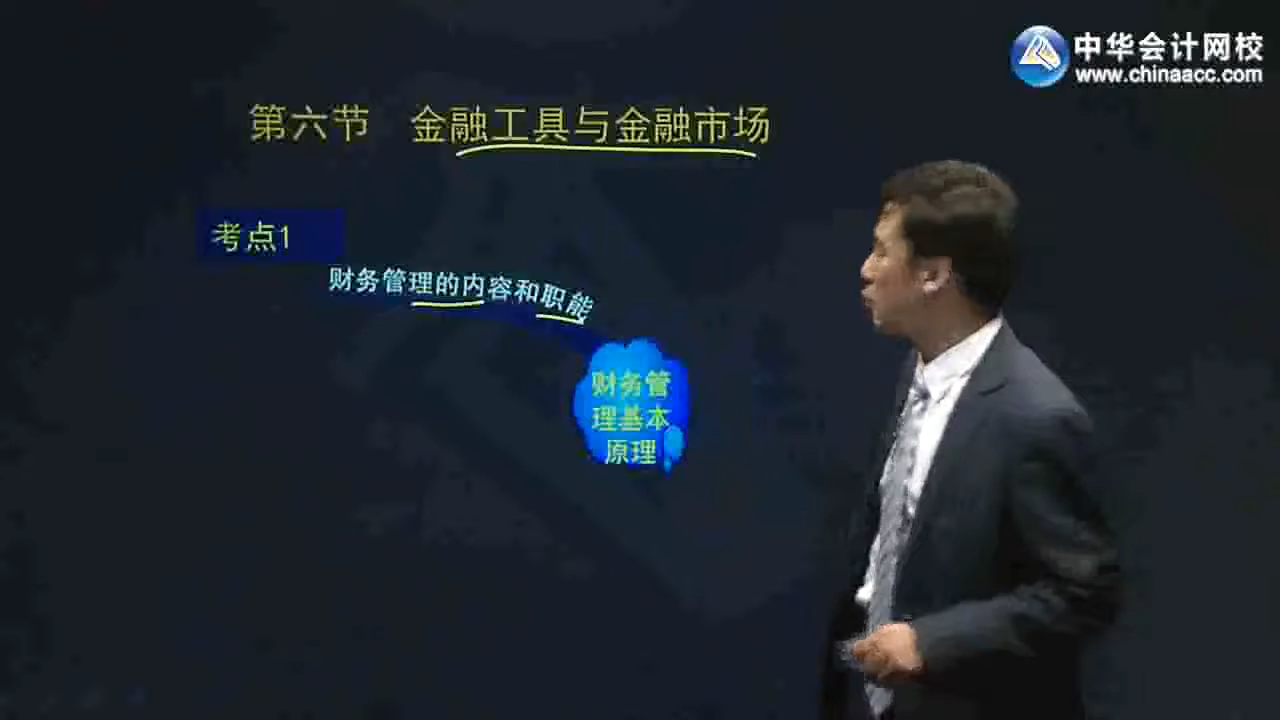 中华会计网校
www.chinaacc.com
第六节 金融工具与金融市场
考点1
财务管理的内容和职能
财务管
理基本
原理